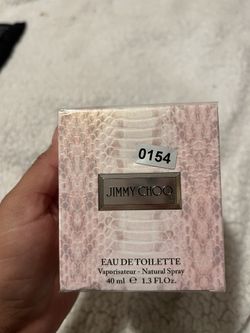 0154
JIMMY CHOO
EAU DE TOILETTE
Vaporisateur - Natural Spray
40 ml ℮ 1.3 Fl.Oz.